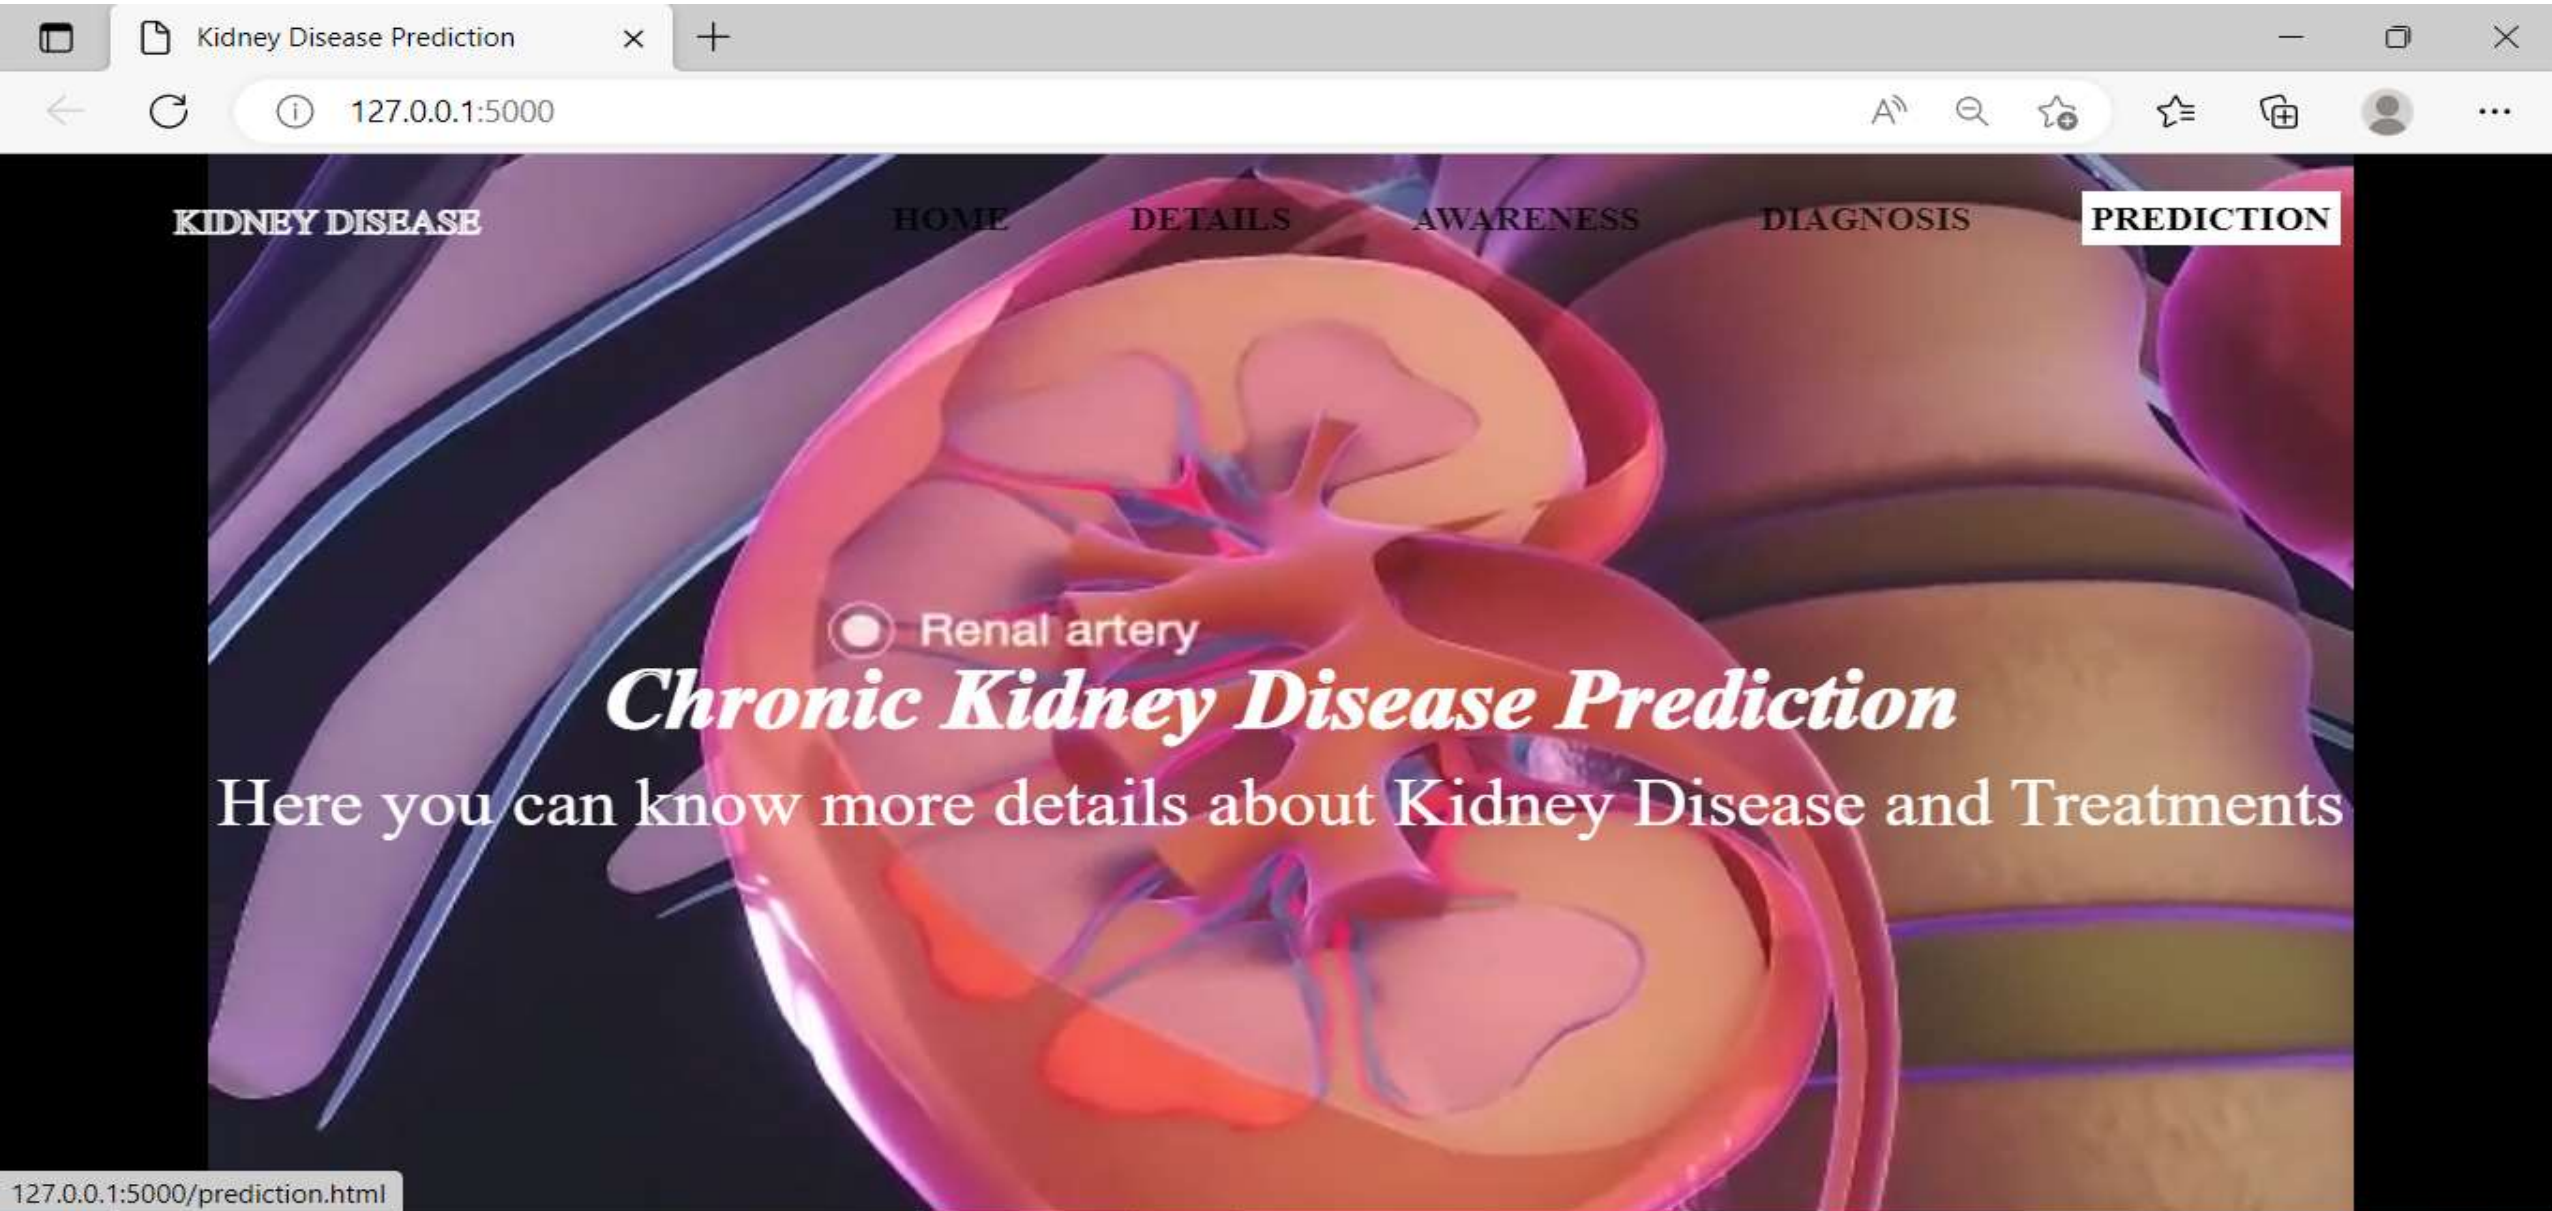 Kidney Disease Prediction
127.0.0.1:5000
KIDNEY DISEASE HOME DETAILS AWARENESS DIAGNOSIS PREDICTION
Renal artery
Chronic Kidney Disease Prediction
Here you can know more details about Kidney Disease and Treatments
127.0.0.1:5000/prediction.html